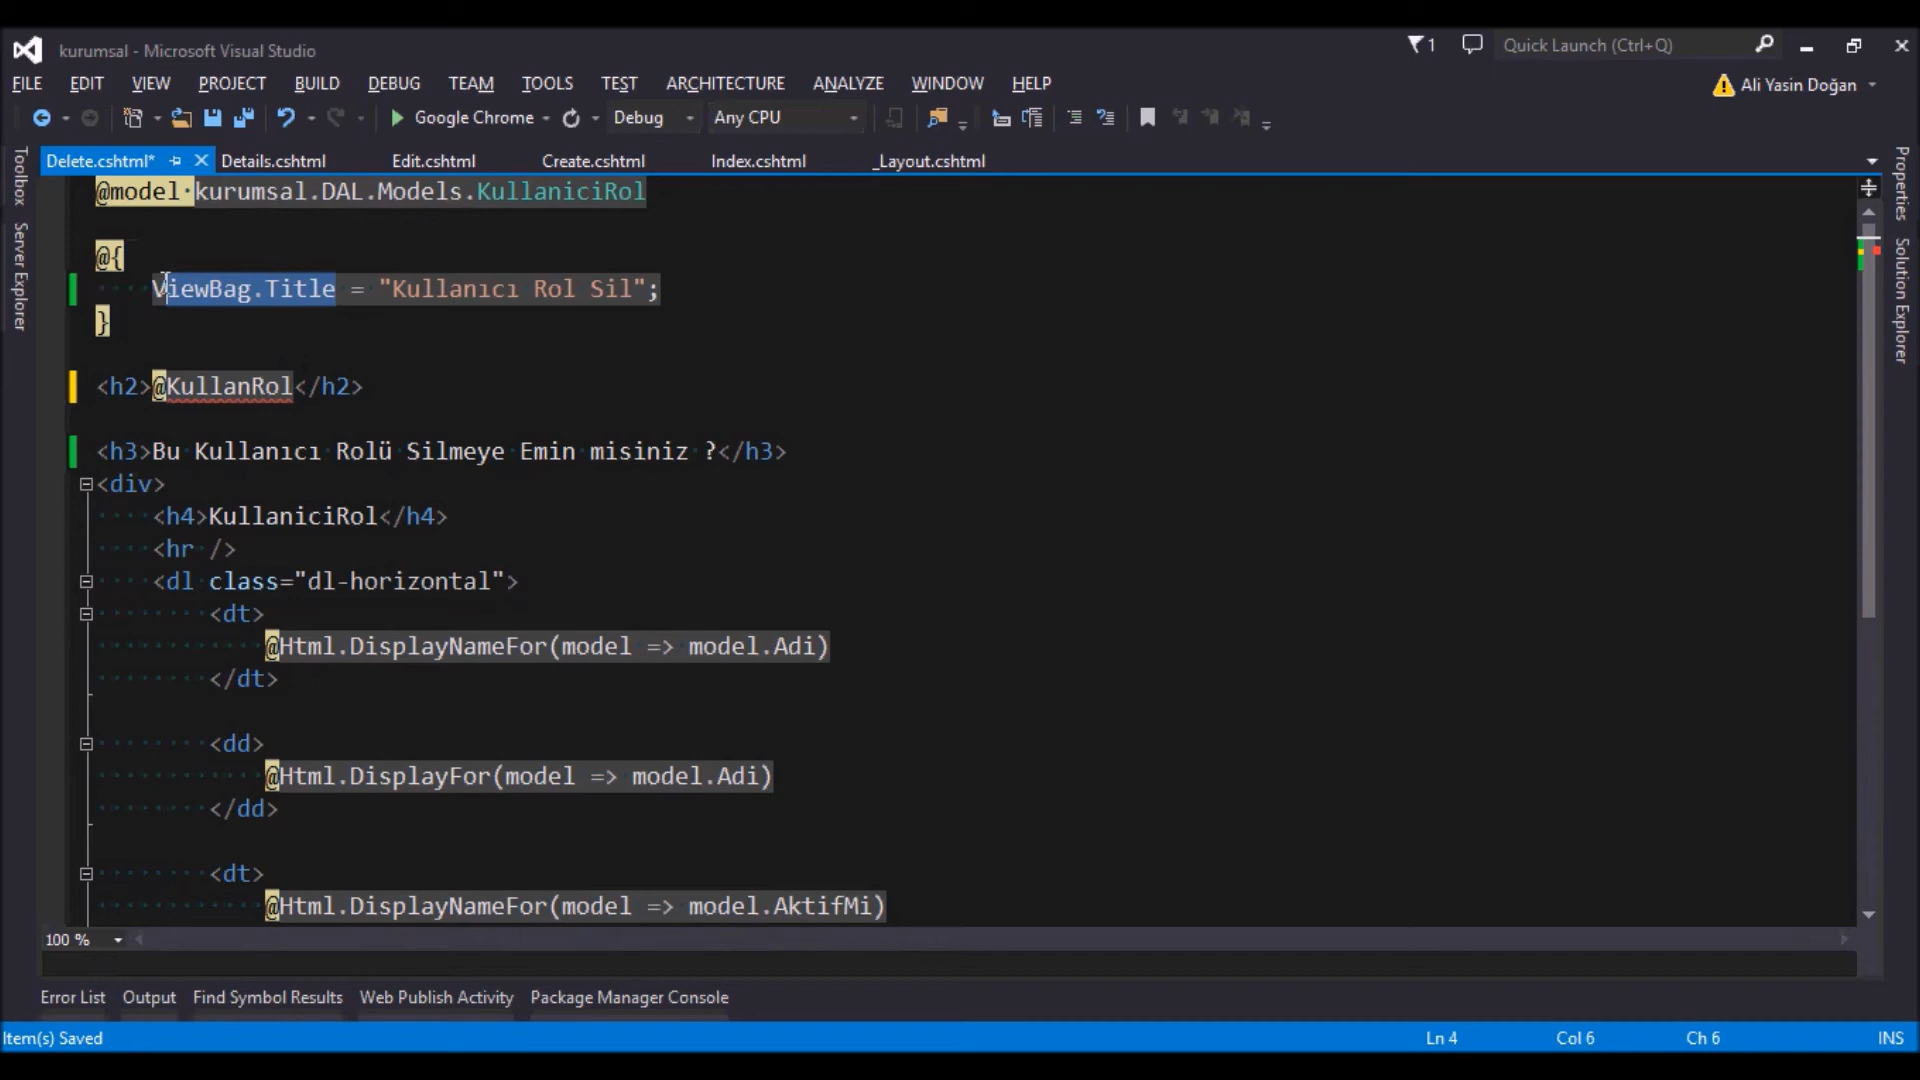 kurumsal - Microsoft Visual Studio
1
Quick Launch (Ctrl+Q)
FILE EDIT VIEW PROJECT BUILD DEBUG TEAM TOOLS TEST ARCHITECTURE ANALYZE WINDOW HELP
Ali Yasin Doğan
Google Chrome Debug Any CPU
Delete.cshtml* Details.cshtml Edit.cshtml Create.cshtml Index.cshtml _Layout.cshtml
Toolbox
Server Explorer
Properties
Solution Explorer
@model kurumsal.DAL.Models.KullaniciRol
@{
ViewBag.Title = "Kullanıcı Rol Sil";
}
<h2>@KullanRol</h2>
<h3>Bu Kullanıcı Rolü Silmeye Emin misiniz ?</h3>
<div>
<h4>KullaniciRol</h4>
<hr />
<dl class="dl-horizontal">
<dt>
@Html.DisplayNameFor(model => model.Adi)
</dt>
<dd>
@Html.DisplayFor(model => model.Adi)
</dd>
<dt>
@Html.DisplayNameFor(model => model.AktifMi)
100 %
Error List Output Find Symbol Results Web Publish Activity Package Manager Console
Item(s) Saved Ln 4 Col 6 Ch 6 INS